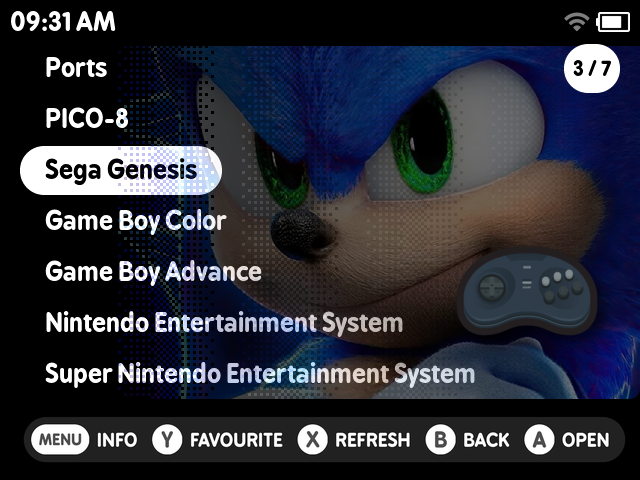 09:31 AM
Ports
3 / 7
PICO-8
Sega Genesis
Game Boy Color
Game Boy Advance
Nintendo Entertainment System
Super Nintendo Entertainment System
MENU INFO Y FAVOURITE X REFRESH B BACK A OPEN